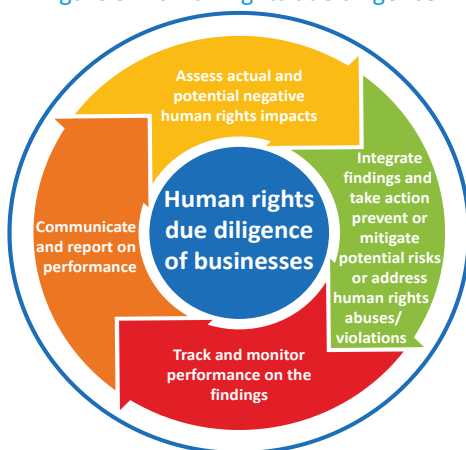 Assess actual and
potential negative
human rights impacts
Integrate
findings and
take action
prevent or
mitigate
potential risks
or address
human rights
abuses/
violations
Human rights
due diligence
of businesses
Communicate
and report on
performance
Track and monitor
performance on the
findings